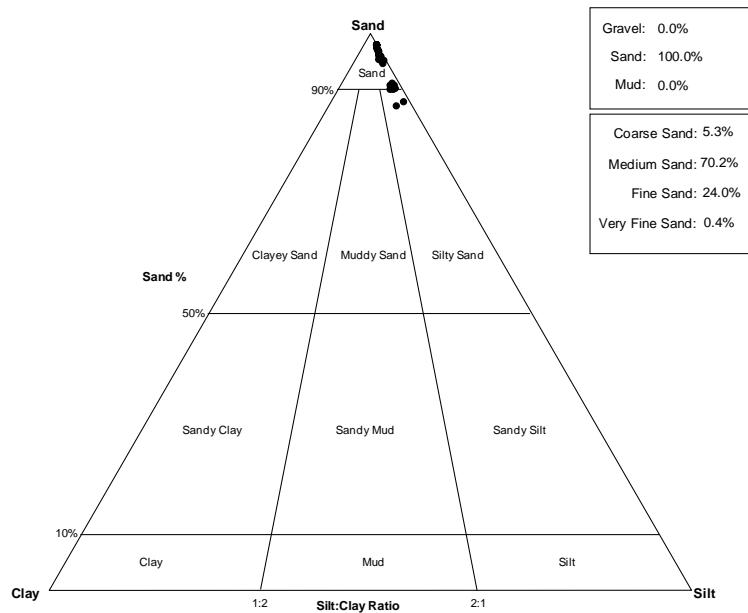 Sand
Gravel: 0.0%
Sand: 100.0%
Mud: 0.0%
Sand
90%
Coarse Sand: 5.3%
Medium Sand: 70.2%
Fine Sand: 24.0%
Very Fine Sand: 0.4%
Clayey Sand
Muddy Sand
Silty Sand
Sand %
50%
Sandy Clay
Sandy Mud
Sandy Silt
10%
Clay
Mud
Silt
Clay
Silt
1:2
Silt:Clay Ratio
2:1